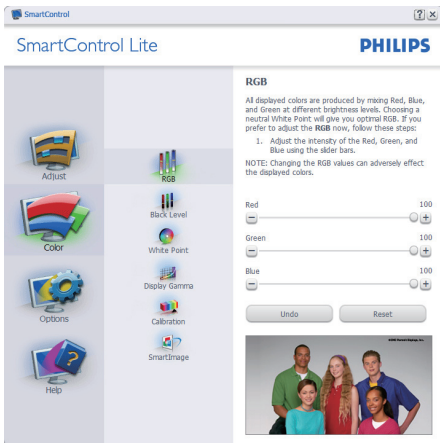 SmartControl
SmartControl Lite
PHILIPS
Adjust
Color
Options
Help
RGB
Black Level
White Point
Display Gamma
Calibration
SmartImage
RGB
All displayed colors are produced by mixing Red, Blue,
and Green at different brightness levels. Choosing a
neutral White Point will give you optimal RGB. If you
prefer to adjust the RGB now, follow these steps:
1. Adjust the intensity of the Red, Green, and
Blue using the slider bars.
NOTE: Changing the RGB values can adversely effect
the displayed colors.
Red 100
Green 100
Blue 100
Undo Reset